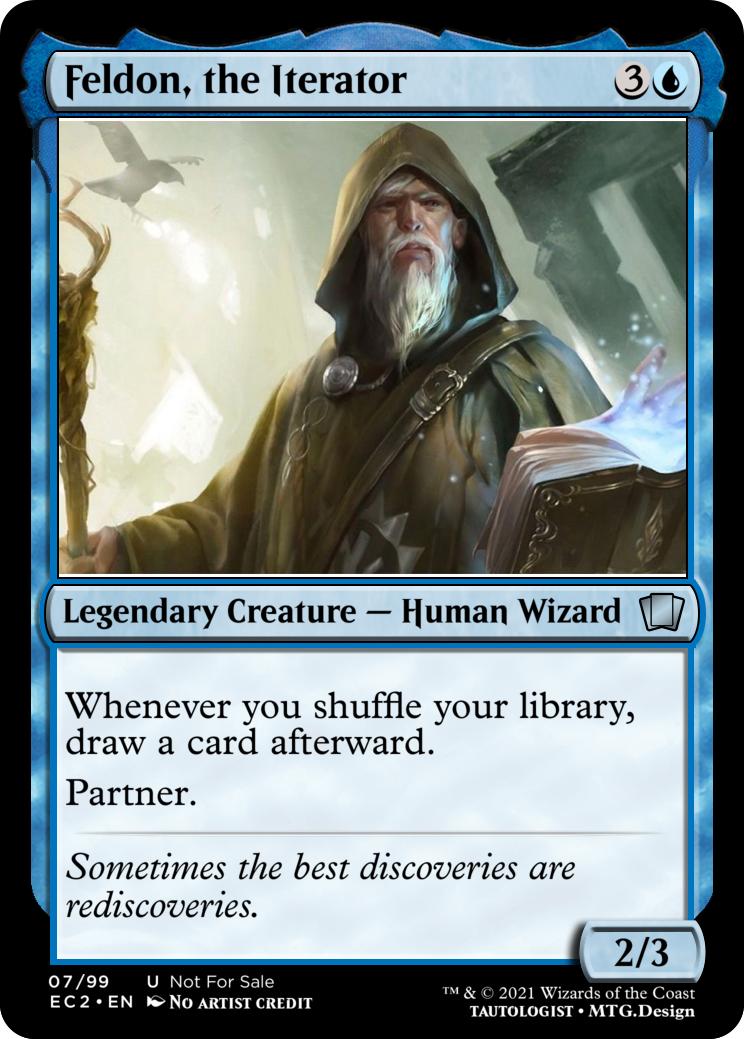 Feldon, the Iterator 3
Legendary Creature — Human Wizard
Whenever you shuffle your library,
draw a card afterward.
Partner.
Sometimes the best discoveries are
rediscoveries.
2/3
07/99 U Not For Sale
EC2 • EN No artist credit
™ & © 2021 Wizards of the Coast
TAUTOLOGIST • MTG.Design